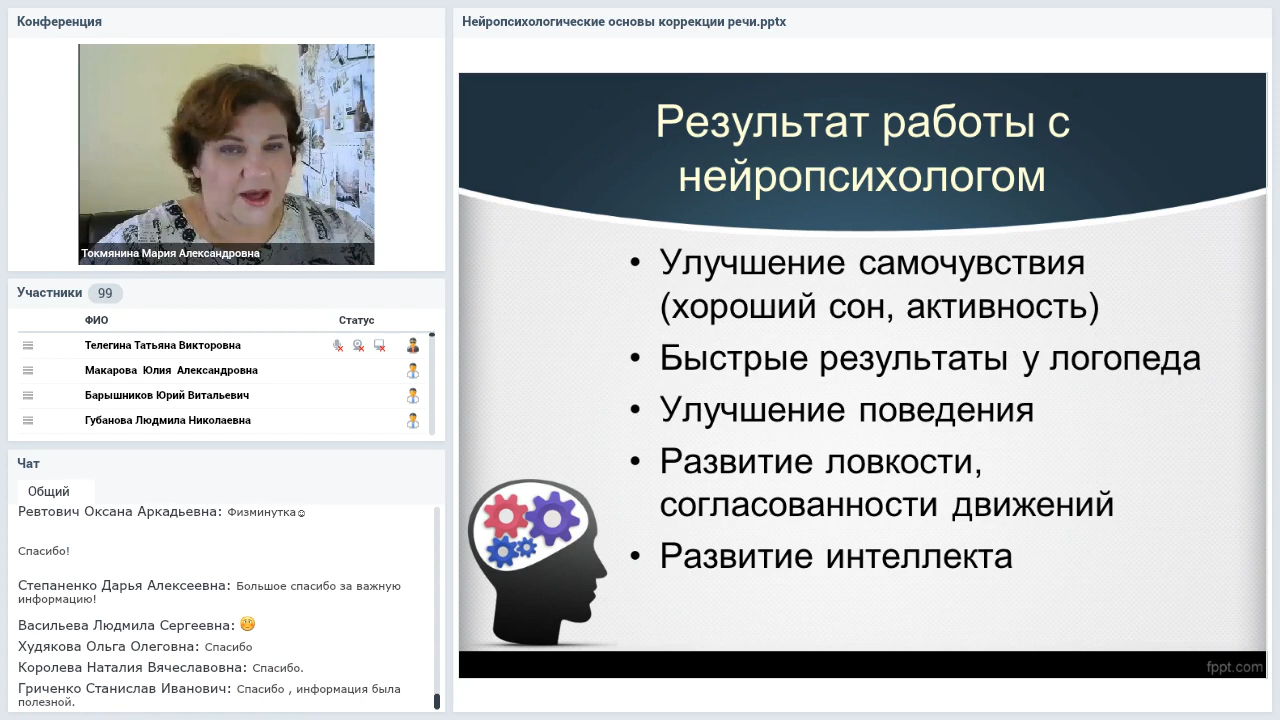 Конференция
Токмянина Мария Александровна
Участники 99
ФИО Статус
Телегина Татьяна Викторовна
Макарова Юлия Александровна
Барышников Юрий Витальевич
Губанова Людмила Николаевна
Чат
Общий
Ревтович Оксана Аркадьевна: Физминутка☺
Спасибо!
Степаненко Дарья Алексеевна: Большое спасибо за важную
информацию!
Васильева Людмила Сергеевна:
Худякова Ольга Олеговна: Спасибо
Королева Наталия Вячеславовна: Спасибо.
Гриченко Станислав Иванович: Спасибо , информация была
полезной.
Нейропсихологические основы коррекции речи.pptx
Результат работы с
нейропсихологом
• Улучшение самочувствия
(хороший сон, активность)
• Быстрые результаты у логопеда
• Улучшение поведения
• Развитие ловкости,
согласованности движений
• Развитие интеллекта
fppt.com